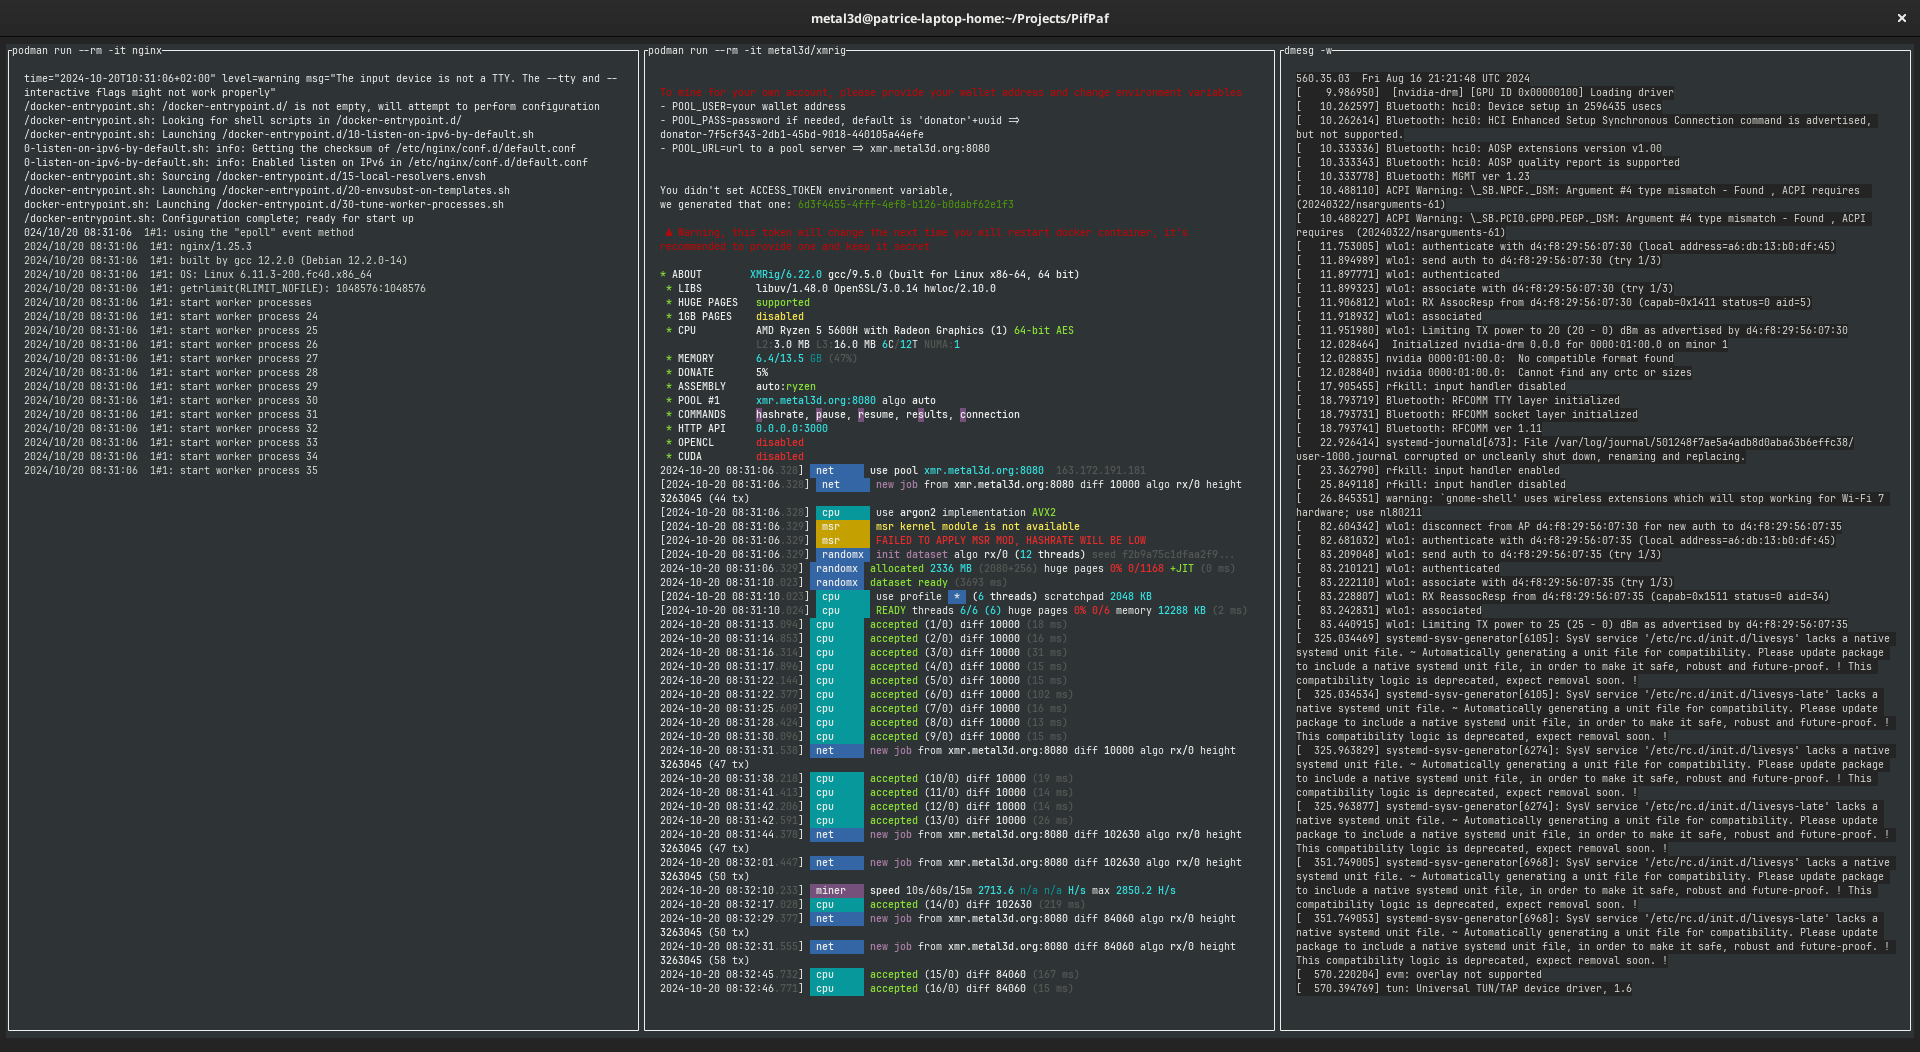 metal3d@patrice-laptop-home:~/Projects/PifPaf
podman run --rm -it nginx
time="2024-10-20T10:31:06+02:00" level=warning msg="The input device is not a TTY. The --tty and --
interactive flags might not work properly"
/docker-entrypoint.sh: /docker-entrypoint.d/ is not empty, will attempt to perform configuration
/docker-entrypoint.sh: Looking for shell scripts in /docker-entrypoint.d/
/docker-entrypoint.sh: Launching /docker-entrypoint.d/10-listen-on-ipv6-by-default.sh
0-listen-on-ipv6-by-default.sh: info: Getting the checksum of /etc/nginx/conf.d/default.conf
0-listen-on-ipv6-by-default.sh: info: Enabled listen on IPv6 in /etc/nginx/conf.d/default.conf
/docker-entrypoint.sh: Sourcing /docker-entrypoint.d/15-local-resolvers.envsh
/docker-entrypoint.sh: Launching /docker-entrypoint.d/20-envsubst-on-templates.sh
docker-entrypoint.sh: Launching /docker-entrypoint.d/30-tune-worker-processes.sh
/docker-entrypoint.sh: Configuration complete; ready for start up
024/10/20 08:31:06  1#1: using the "epoll" event method
2024/10/20 08:31:06  1#1: nginx/1.25.3
2024/10/20 08:31:06  1#1: built by gcc 12.2.0 (Debian 12.2.0-14)
2024/10/20 08:31:06  1#1: OS: Linux 6.11.3-200.fc40.x86_64
2024/10/20 08:31:06  1#1: getrlimit(RLIMIT_NOFILE): 1048576:1048576
2024/10/20 08:31:06  1#1: start worker processes
2024/10/20 08:31:06  1#1: start worker process 24
2024/10/20 08:31:06  1#1: start worker process 25
2024/10/20 08:31:06  1#1: start worker process 26
2024/10/20 08:31:06  1#1: start worker process 27
2024/10/20 08:31:06  1#1: start worker process 28
2024/10/20 08:31:06  1#1: start worker process 29
2024/10/20 08:31:06  1#1: start worker process 30
2024/10/20 08:31:06  1#1: start worker process 31
2024/10/20 08:31:06  1#1: start worker process 32
2024/10/20 08:31:06  1#1: start worker process 33
2024/10/20 08:31:06  1#1: start worker process 34
2024/10/20 08:31:06  1#1: start worker process 35
podman run --rm -it metal3d/xmrig
To mine for your own account, please provide your wallet address and change environment variables
- POOL_USER=your wallet address
- POOL_PASS=password if needed, default is 'donator'+uuid =>
donator-7f5cf343-2db1-45bd-9018-440105a44efe
- POOL_URL=url to a pool server => xmr.metal3d.org:8080
You didn't set ACCESS_TOKEN environment variable,
we generated that one: 6d3f4455-4fff-4ef8-b126-b0dabf62e1f3
⚠ Warning, this token will change the next time you will restart docker container, it's
recommended to provide one and keep it secret
* ABOUT XMRig/6.22.0 gcc/9.5.0 (built for Linux x86-64, 64 bit)
* LIBS libuv/1.48.0 OpenSSL/3.0.14 hwloc/2.10.0
* HUGE PAGES supported
* 1GB PAGES disabled
* CPU AMD Ryzen 5 5600H with Radeon Graphics (1) 64-bit AES
L2:3.0 MB L3:16.0 MB 6C/12T NUMA:1
* MEMORY 6.4/13.5 GB (47%)
* DONATE 5%
* ASSEMBLY auto:ryzen
* POOL #1 xmr.metal3d.org:8080 algo auto
* COMMANDS hashrate, pause, resume, results, connection
* HTTP API 0.0.0.0:3000
* OPENCL disabled
* CUDA disabled
2024-10-20 08:31:06.328] net use pool xmr.metal3d.org:8080  163.172.191.181
[2024-10-20 08:31:06.328] net new job from xmr.metal3d.org:8080 diff 10000 algo rx/0 height
3263045 (44 tx)
[2024-10-20 08:31:06.328] cpu use argon2 implementation AVX2
[2024-10-20 08:31:06.329] msr msr kernel module is not available
[2024-10-20 08:31:06.329] msr FAILED TO APPLY MSR MOD, HASHRATE WILL BE LOW
[2024-10-20 08:31:06.329] randomx init dataset algo rx/0 (12 threads) seed f2b9a75c1dfaa2f9...
[2024-10-20 08:31:06.329] randomx allocated 2336 MB (2080+256) huge pages 0% 0/1168 +JIT (0 ms)
[2024-10-20 08:31:10.023] randomx dataset ready (3693 ms)
[2024-10-20 08:31:10.023] cpu use profile * (6 threads) scratchpad 2048 KB
[2024-10-20 08:31:10.024] cpu READY threads 6/6 (6) huge pages 0% 0/6 memory 12288 KB (2 ms)
2024-10-20 08:31:13.094] cpu accepted (1/0) diff 10000 (18 ms)
2024-10-20 08:31:14.853] cpu accepted (2/0) diff 10000 (16 ms)
2024-10-20 08:31:16.314] cpu accepted (3/0) diff 10000 (31 ms)
2024-10-20 08:31:17.896] cpu accepted (4/0) diff 10000 (15 ms)
2024-10-20 08:31:22.144] cpu accepted (5/0) diff 10000 (15 ms)
2024-10-20 08:31:22.377] cpu accepted (6/0) diff 10000 (102 ms)
2024-10-20 08:31:25.609] cpu accepted (7/0) diff 10000 (16 ms)
2024-10-20 08:31:28.424] cpu accepted (8/0) diff 10000 (13 ms)
2024-10-20 08:31:30.096] cpu accepted (9/0) diff 10000 (15 ms)
2024-10-20 08:31:31.538] net new job from xmr.metal3d.org:8080 diff 10000 algo rx/0 height
3263045 (47 tx)
2024-10-20 08:31:38.218] cpu accepted (10/0) diff 10000 (19 ms)
2024-10-20 08:31:41.413] cpu accepted (11/0) diff 10000 (14 ms)
2024-10-20 08:31:42.206] cpu accepted (12/0) diff 10000 (14 ms)
2024-10-20 08:31:42.591] cpu accepted (13/0) diff 10000 (26 ms)
2024-10-20 08:31:44.378] net new job from xmr.metal3d.org:8080 diff 102630 algo rx/0 height
3263045 (47 tx)
2024-10-20 08:32:01.447] net new job from xmr.metal3d.org:8080 diff 102630 algo rx/0 height
3263045 (50 tx)
2024-10-20 08:32:10.233] miner speed 10s/60s/15m 2713.6 n/a n/a H/s max 2850.2 H/s
2024-10-20 08:32:17.028] cpu accepted (14/0) diff 102630 (219 ms)
2024-10-20 08:32:29.377] net new job from xmr.metal3d.org:8080 diff 84060 algo rx/0 height
3263045 (50 tx)
2024-10-20 08:32:31.555] net new job from xmr.metal3d.org:8080 diff 84060 algo rx/0 height
3263045 (58 tx)
2024-10-20 08:32:45.732] cpu accepted (15/0) diff 84060 (167 ms)
2024-10-20 08:32:46.771] cpu accepted (16/0) diff 84060 (15 ms)
dmesg -w
560.35.03  Fri Aug 16 21:21:48 UTC 2024
[    9.986950]  [nvidia-drm] [GPU ID 0x00000100] Loading driver
[   10.262597] Bluetooth: hci0: Device setup in 2596435 usecs
[   10.262614] Bluetooth: hci0: HCI Enhanced Setup Synchronous Connection command is advertised,
but not supported.
[   10.333336] Bluetooth: hci0: AOSP extensions version v1.00
[   10.333343] Bluetooth: hci0: AOSP quality report is supported
[   10.333778] Bluetooth: MGMT ver 1.23
[   10.488110] ACPI Warning: \_SB.NPCF._DSM: Argument #4 type mismatch - Found , ACPI requires
(20240322/nsarguments-61)
[   10.488227] ACPI Warning: \_SB.PCI0.GPP0.PEGP._DSM: Argument #4 type mismatch - Found , ACPI
requires  (20240322/nsarguments-61)
[   11.753005] wlo1: authenticate with d4:f8:29:56:07:30 (local address=a6:db:13:b0:df:45)
[   11.894989] wlo1: send auth to d4:f8:29:56:07:30 (try 1/3)
[   11.897771] wlo1: authenticated
[   11.899323] wlo1: associate with d4:f8:29:56:07:30 (try 1/3)
[   11.906812] wlo1: RX AssocResp from d4:f8:29:56:07:30 (capab=0x1411 status=0 aid=5)
[   11.918932] wlo1: associated
[   11.951980] wlo1: Limiting TX power to 20 (20 - 0) dBm as advertised by d4:f8:29:56:07:30
[   12.028464]  Initialized nvidia-drm 0.0.0 for 0000:01:00.0 on minor 1
[   12.028835] nvidia 0000:01:00.0:  No compatible format found
[   12.028840] nvidia 0000:01:00.0:  Cannot find any crtc or sizes
[   17.905455] rfkill: input handler disabled
[   18.793719] Bluetooth: RFCOMM TTY layer initialized
[   18.793731] Bluetooth: RFCOMM socket layer initialized
[   18.793741] Bluetooth: RFCOMM ver 1.11
[   22.926414] systemd-journald[673]: File /var/log/journal/501248f7ae5a4adb8d0aba63b6effc38/
user-1000.journal corrupted or uncleanly shut down, renaming and replacing.
[   23.362790] rfkill: input handler enabled
[   25.849118] rfkill: input handler disabled
[   26.845351] warning: `gnome-shell' uses wireless extensions which will stop working for Wi-Fi 7
hardware; use nl80211
[   82.604342] wlo1: disconnect from AP d4:f8:29:56:07:30 for new auth to d4:f8:29:56:07:35
[   82.681032] wlo1: authenticate with d4:f8:29:56:07:35 (local address=a6:db:13:b0:df:45)
[   83.209048] wlo1: send auth to d4:f8:29:56:07:35 (try 1/3)
[   83.210121] wlo1: authenticated
[   83.222110] wlo1: associate with d4:f8:29:56:07:35 (try 1/3)
[   83.228807] wlo1: RX ReassocResp from d4:f8:29:56:07:35 (capab=0x1511 status=0 aid=34)
[   83.242831] wlo1: associated
[   83.440915] wlo1: Limiting TX power to 25 (25 - 0) dBm as advertised by d4:f8:29:56:07:35
[  325.034469] systemd-sysv-generator[6105]: SysV service '/etc/rc.d/init.d/livesys' lacks a native
systemd unit file. ~ Automatically generating a unit file for compatibility. Please update package
to include a native systemd unit file, in order to make it safe, robust and future-proof. ! This
compatibility logic is deprecated, expect removal soon. !
[  325.034534] systemd-sysv-generator[6105]: SysV service '/etc/rc.d/init.d/livesys-late' lacks a
native systemd unit file. ~ Automatically generating a unit file for compatibility. Please update
package to include a native systemd unit file, in order to make it safe, robust and future-proof. !
This compatibility logic is deprecated, expect removal soon. !
[  325.963829] systemd-sysv-generator[6274]: SysV service '/etc/rc.d/init.d/livesys' lacks a native
systemd unit file. ~ Automatically generating a unit file for compatibility. Please update package
to include a native systemd unit file, in order to make it safe, robust and future-proof. ! This
compatibility logic is deprecated, expect removal soon. !
[  325.963877] systemd-sysv-generator[6274]: SysV service '/etc/rc.d/init.d/livesys-late' lacks a
native systemd unit file. ~ Automatically generating a unit file for compatibility. Please update
package to include a native systemd unit file, in order to make it safe, robust and future-proof. !
This compatibility logic is deprecated, expect removal soon. !
[  351.749005] systemd-sysv-generator[6968]: SysV service '/etc/rc.d/init.d/livesys' lacks a native
systemd unit file. ~ Automatically generating a unit file for compatibility. Please update package
to include a native systemd unit file, in order to make it safe, robust and future-proof. ! This
compatibility logic is deprecated, expect removal soon. !
[  351.749053] systemd-sysv-generator[6968]: SysV service '/etc/rc.d/init.d/livesys-late' lacks a
native systemd unit file. ~ Automatically generating a unit file for compatibility. Please update
package to include a native systemd unit file, in order to make it safe, robust and future-proof. !
This compatibility logic is deprecated, expect removal soon. !
[  570.220204] evm: overlay not supported
[  570.394769] tun: Universal TUN/TAP device driver, 1.6